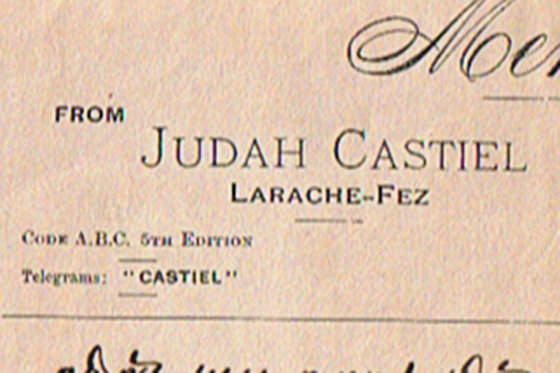 FROM
JUDAH CASTIEL
LARACHE-FEZ
CODE A.B.C. 5TH EDITION
Telegrams: "CASTIEL"